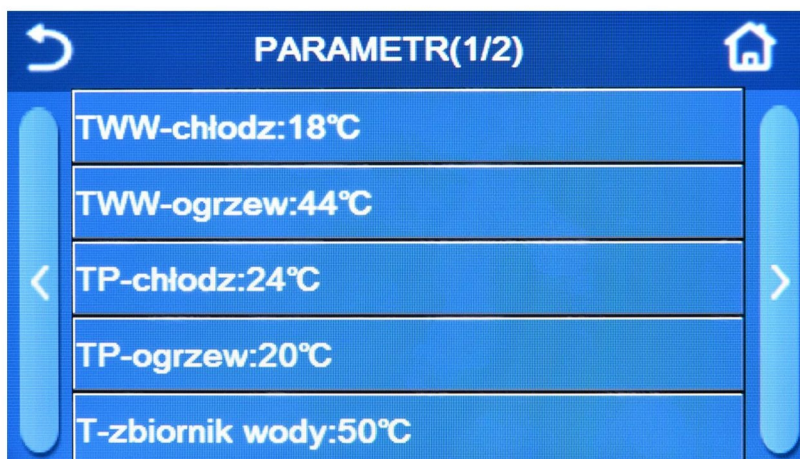 PARAMETR(1/2)
TWW-chłodz:18℃
TWW-ogrzew:44℃
TP-chłodz:24℃
TP-ogrzew:20℃
T-zbiornik wody:50℃